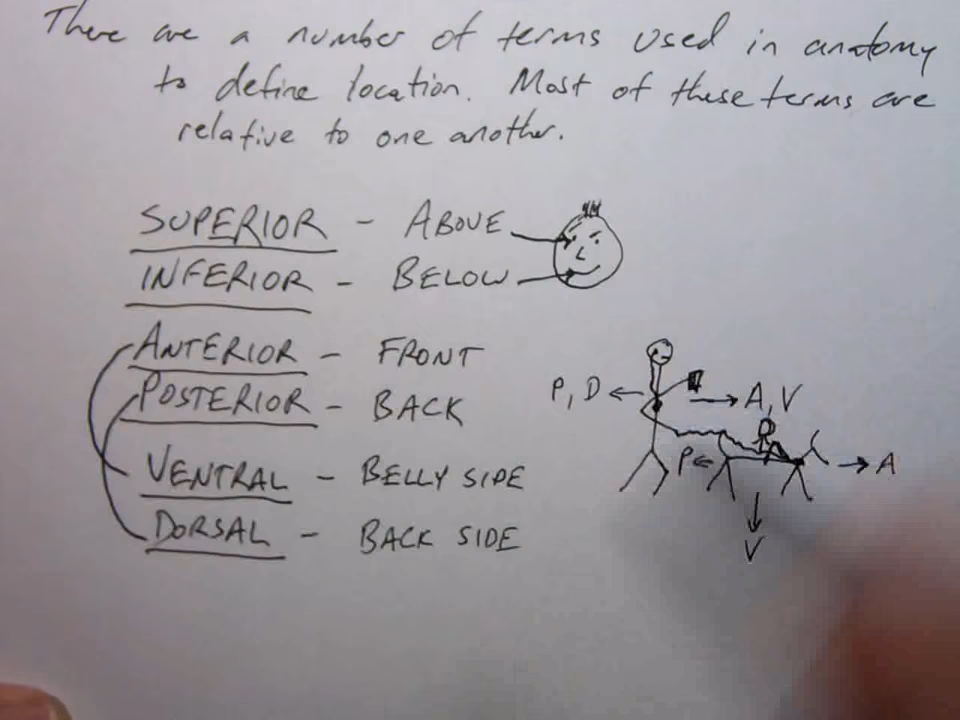 There are a number of terms used in anatomy
to define location. Most of these terms are
relative to one another.
SUPERIOR - ABOVE
INFERIOR - BELOW
ANTERIOR - FRONT
POSTERIOR - BACK
VENTRAL - BELLY SIDE
DORSAL - BACK SIDE
P, D
A, V
P
A
V